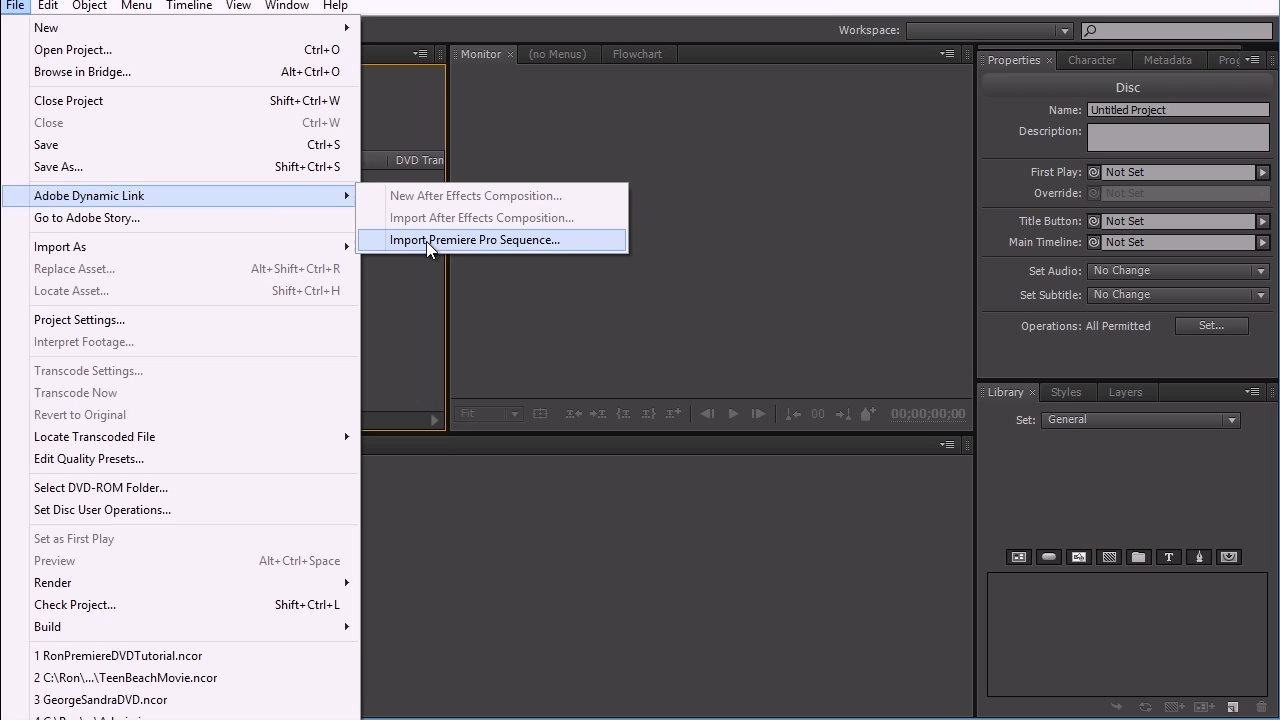 File Edit Object Menu Timeline View Window Help
Workspace:
New
Open Project... Ctrl+O
Browse in Bridge... Alt+Ctrl+O
Close Project Shift+Ctrl+W
Close Ctrl+W
Save Ctrl+S
Save As... Shift+Ctrl+S
Adobe Dynamic Link
Go to Adobe Story...
Import As
Replace Asset... Alt+Shift+Ctrl+R
Locate Asset... Shift+Ctrl+H
Project Settings...
Interpret Footage...
Transcode Settings...
Transcode Now
Revert to Original
Locate Transcoded File
Edit Quality Presets...
Select DVD-ROM Folder...
Set Disc User Operations...
Set as First Play
Preview Alt+Ctrl+Space
Render
Check Project... Shift+Ctrl+L
Build
1 RonPremiereDVDTutorial.ncor
2 C:\Ron\...\TeenBeachMovie.ncor
3 GeorgeSandraDVD.ncor
New After Effects Composition...
Import After Effects Composition...
Import Premiere Pro Sequence...
DVD Tran
Monitor (no Menus) Flowchart
Fit
00
00;00;00;00
Properties Character Metadata Prog
Disc
Name: Untitled Project
Description:
First Play: Not Set
Override: Not Set
Title Button: Not Set
Main Timeline: Not Set
Set Audio: No Change
Set Subtitle: No Change
Operations: All Permitted Set...
Library Styles Layers
Set: General
T